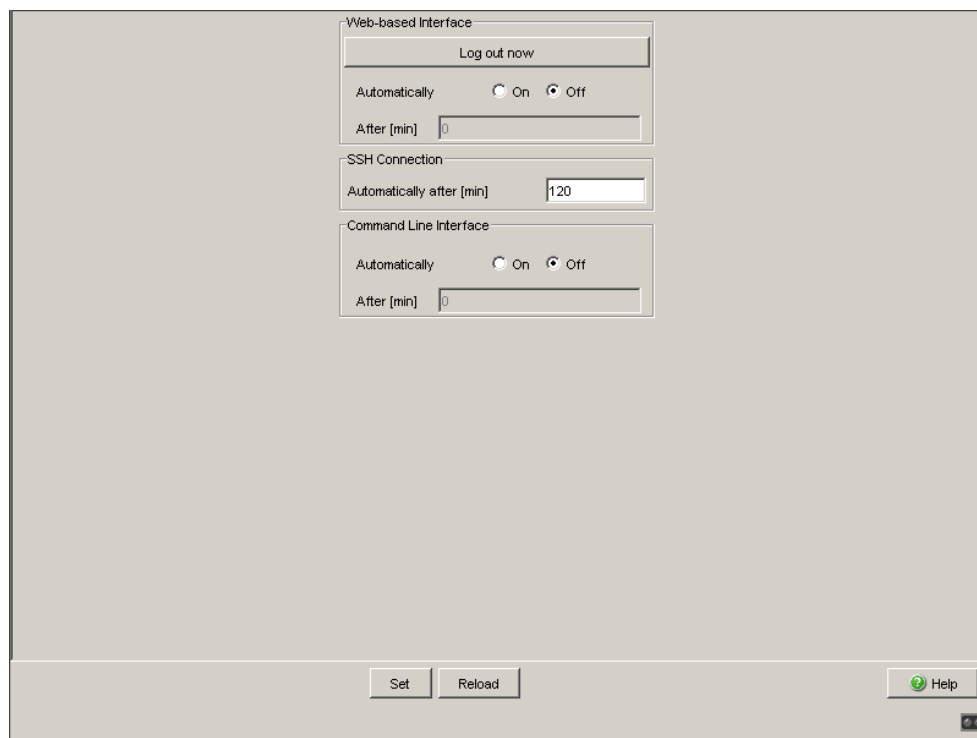 Web-based Interface
Log out now
Automatically On Off
After [min] 0
SSH Connection
Automatically after [min] 120
Command Line Interface
Automatically On Off
After [min] 0
Set Reload Help